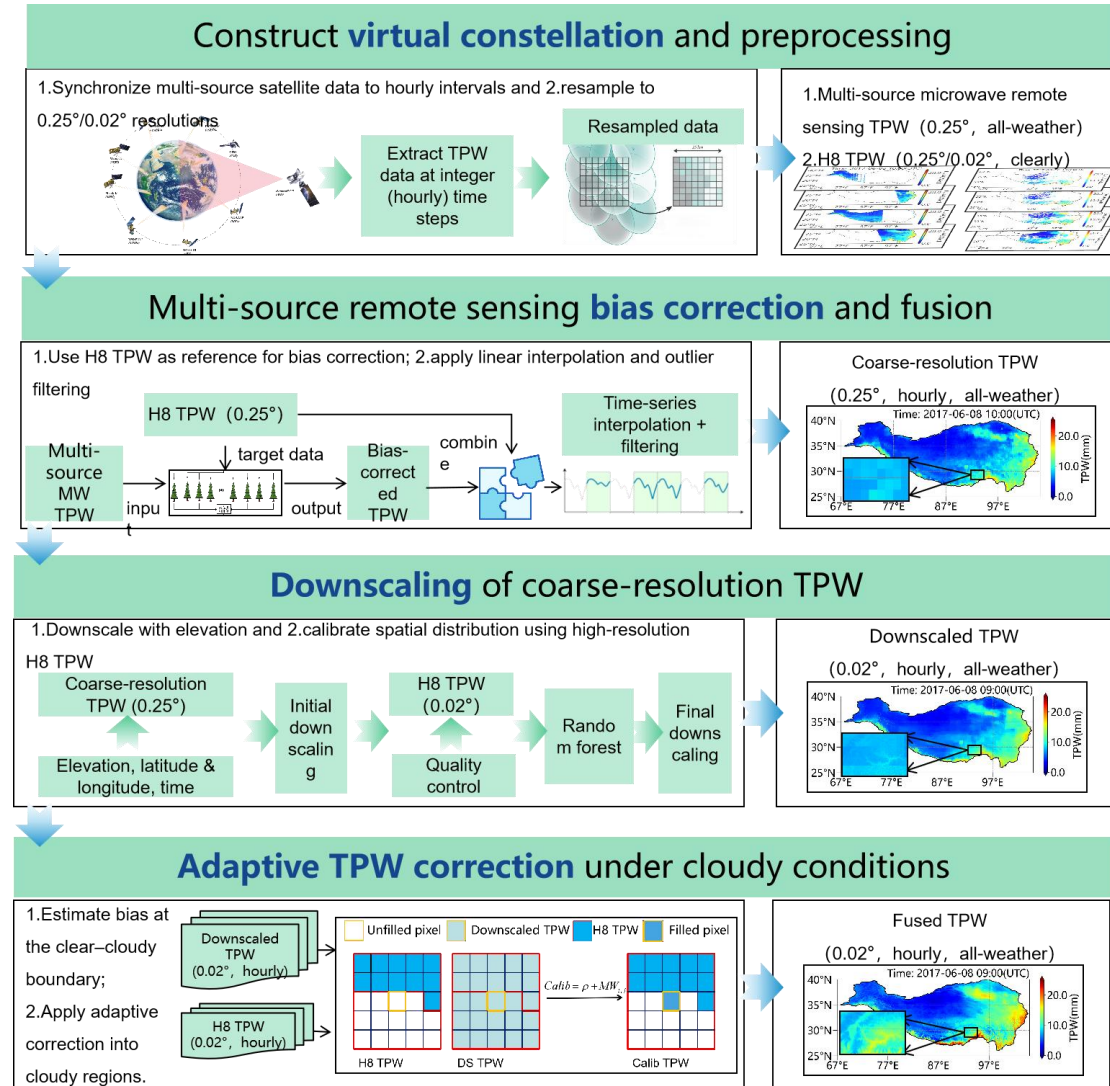 Construct virtual constellation and preprocessing
1.Synchronize multi-source satellite data to hourly intervals and 2.resample to
0.25°/0.02° resolutions
Extract TPW
data at integer
(hourly) time
steps
Resampled data
1.Multi-source microwave remote
sensing TPW (0.25°, all-weather)
2.H8 TPW (0.25°/0.02°, clearly)
Multi-source remote sensing bias correction and fusion
1.Use H8 TPW as reference for bias correction; 2.apply linear interpolation and outlier
filtering
H8 TPW (0.25°)
target data
Multi-
source
MW
TPW
inpu
t
output
Bias-
correct
ed
TPW
combin
e
Time-series
interpolation +
filtering
Coarse-resolution TPW
(0.25°, hourly, all-weather)
Time: 2017-06-08 10:00(UTC)
40°N
35°N
30°N
25°N
67°E
77°E
87°E
97°E
20.0
10.0
0.0
TPW(mm)
Downscaling of coarse-resolution TPW
1.Downscale with elevation and 2.calibrate spatial distribution using high-resolution
H8 TPW
Coarse-resolution
TPW (0.25°)
Elevation, latitude &
longitude, time
Initial
down
scalin
g
H8 TPW
(0.02°)
Quality
control
Rando
m forest
Final
downs
caling
Downscaled TPW
(0.02°, hourly, all-weather)
Time: 2017-06-08 09:00(UTC)
40°N
35°N
30°N
25°N
67°E
77°E
87°E
97°E
20.0
10.0
0.0
TPW(mm)
Adaptive TPW correction under cloudy conditions
1.Estimate bias at
the clear–cloudy
boundary;
2.Apply adaptive
correction into
cloudy regions.
Downscaled
TPW
(0.02°, hourly)
H8 TPW
(0.02°, hourly)
Unfilled pixel
Downscaled TPW
H8 TPW
Filled pixel
Calib = ρ + MW
H8 TPW
DS TPW
Calib TPW
Fused TPW
(0.02°, hourly, all-weather)
Time: 2017-06-08 09:00(UTC)
40°N
35°N
30°N
25°N
67°E
77°E
87°E
97°E
20.0
10.0
0.0
TPW(mm)